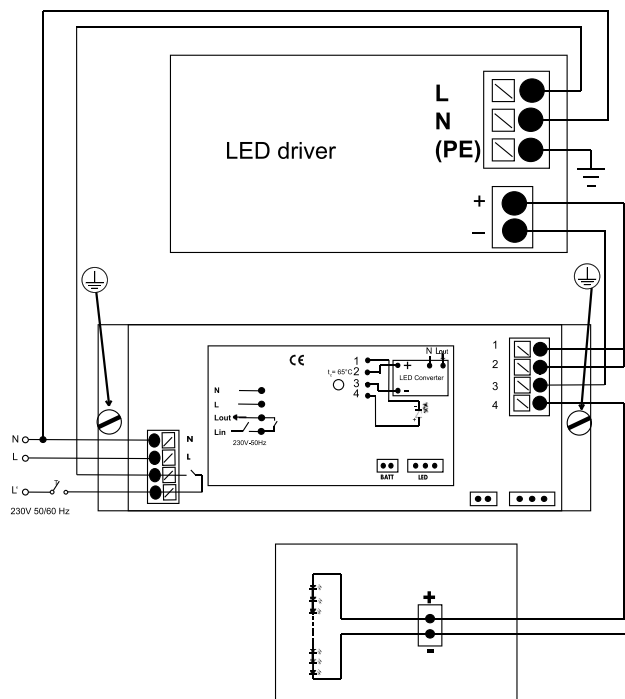 L
N
(PE)
LED driver
+
–
1
2
3
4
CE
t = 65°C
c
1
2
3
4
+
-
N Lout
LED Converter
N
L
Lout
Lin
230V-50Hz
BATT LED
N
L
N
L
L'
230V 50/60 Hz
+
-